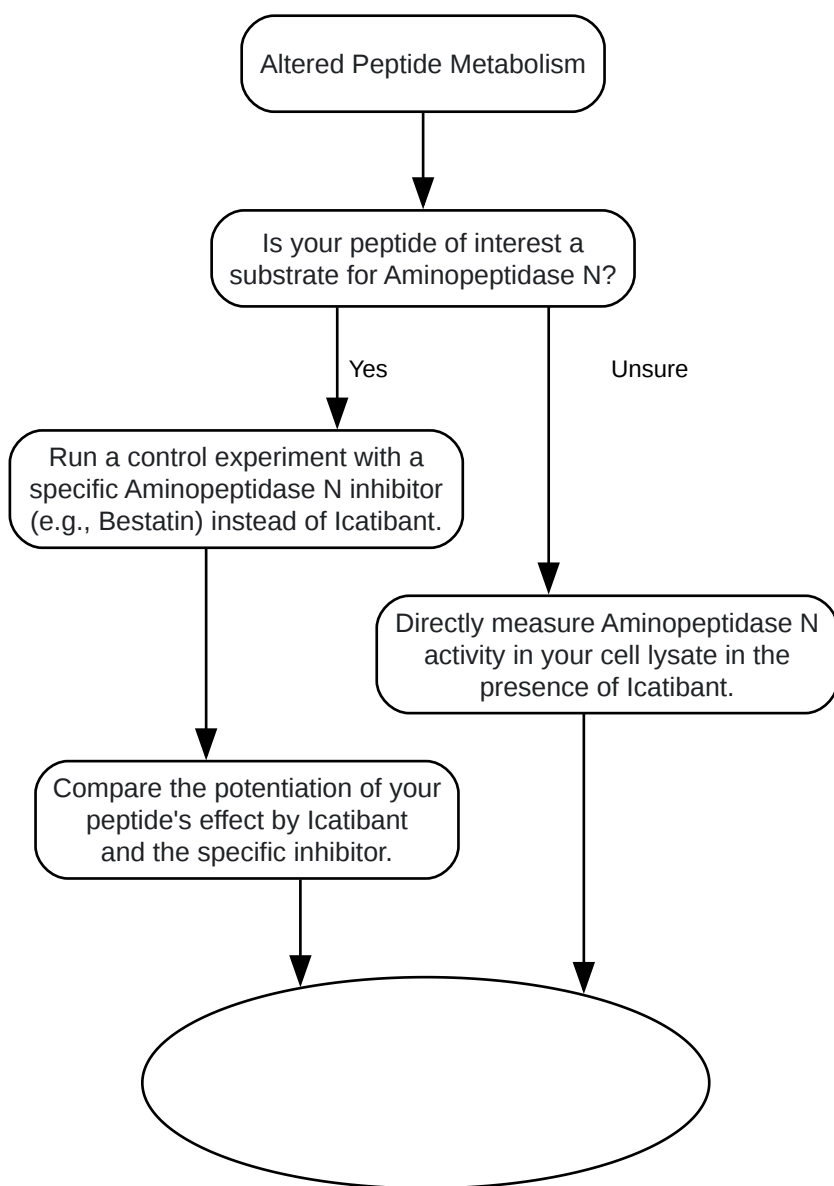 Altered Peptide Metabolism
Is your peptide of interest a
substrate for Aminopeptidase N?
Yes
Unsure
Run a control experiment with a
specific Aminopeptidase N inhibitor
(e.g., Bestatin) instead of Icatibant.
Directly measure Aminopeptidase N
activity in your cell lysate in the
presence of Icatibant.
Compare the potentiation of your
peptide's effect by Icatibant
and the specific inhibitor.